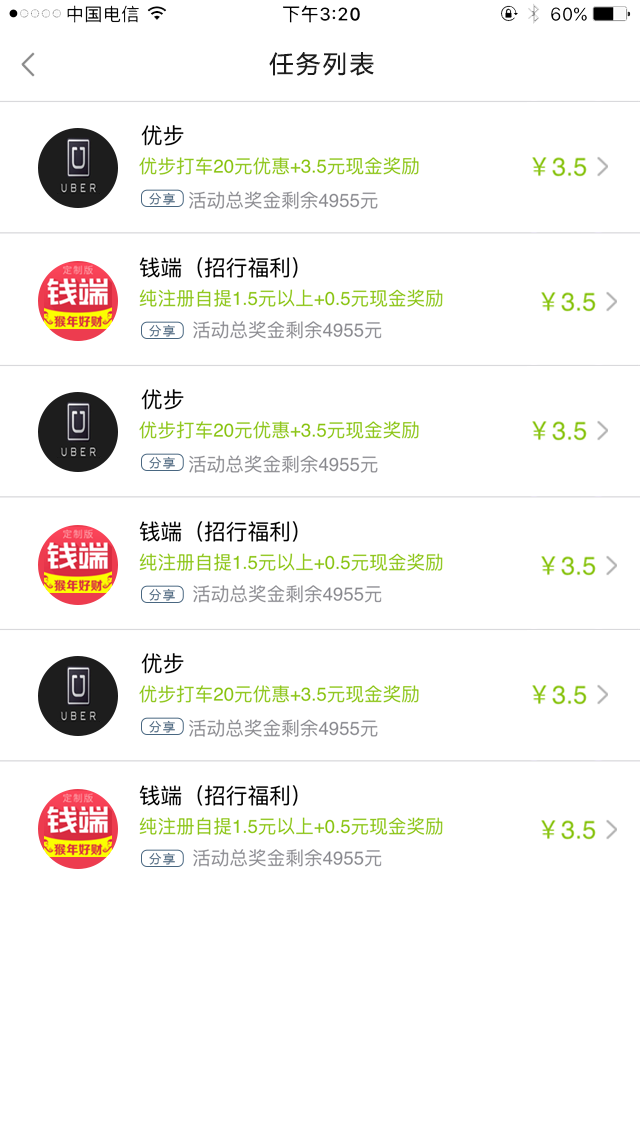 中国电信
下午3:20
60%
任务列表
优步
优步打车20元优惠+3.5元现金奖励
¥3.5
分享 活动总奖金剩余4955元
U
UBER
钱端（招行福利）
纯注册自提1.5元以上+0.5元现金奖励
¥3.5
分享 活动总奖金剩余4955元
定制版
钱端
猴年好财
优步
优步打车20元优惠+3.5元现金奖励
¥3.5
分享 活动总奖金剩余4955元
U
UBER
钱端（招行福利）
纯注册自提1.5元以上+0.5元现金奖励
¥3.5
分享 活动总奖金剩余4955元
定制版
钱端
猴年好财
优步
优步打车20元优惠+3.5元现金奖励
¥3.5
分享 活动总奖金剩余4955元
U
UBER
钱端（招行福利）
纯注册自提1.5元以上+0.5元现金奖励
¥3.5
分享 活动总奖金剩余4955元
定制版
钱端
猴年好财